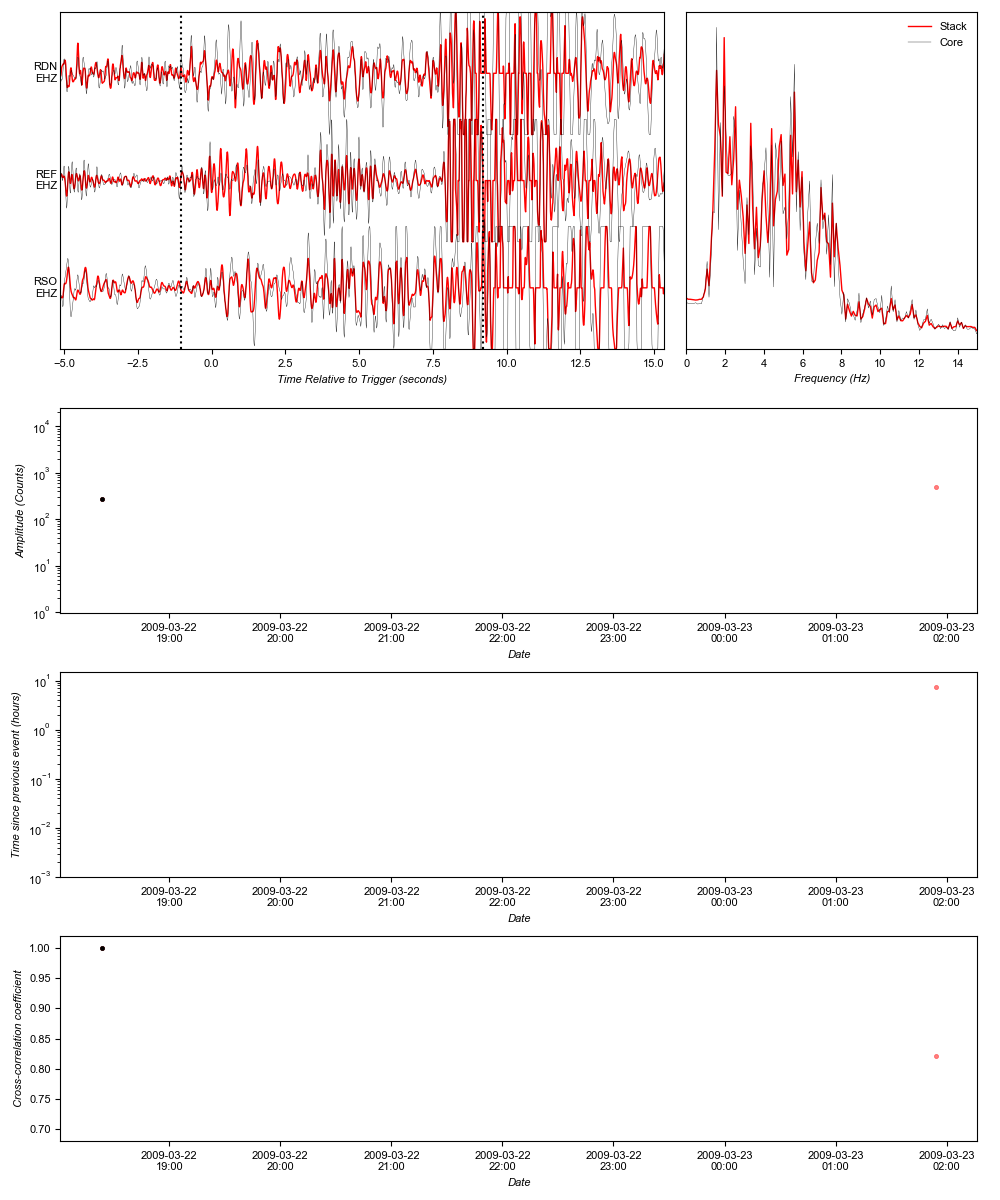 RDN
EHZ
REF
EHZ
RSO
EHZ
−5.0 −2.5 0.0 2.5 5.0 7.5 10.0 12.5 15.0
Time Relative to Trigger (seconds)
Stack
Core
0 2 4 6 8 10 12 14
Frequency (Hz)
10^4
10^3
10^2
10^1
10^0
Amplitude (Counts)
2009-03-22 2009-03-22 2009-03-22 2009-03-22 2009-03-22 2009-03-23 2009-03-23 2009-03-23
19:00 20:00 21:00 22:00 23:00 00:00 01:00 02:00
Date
10^1
10^0
10^−1
10^−2
10^−3
Time since previous event (hours)
2009-03-22 2009-03-22 2009-03-22 2009-03-22 2009-03-22 2009-03-23 2009-03-23 2009-03-23
19:00 20:00 21:00 22:00 23:00 00:00 01:00 02:00
Date
1.00
0.95
0.90
0.85
0.80
0.75
0.70
Cross-correlation coefficient
2009-03-22 2009-03-22 2009-03-22 2009-03-22 2009-03-22 2009-03-23 2009-03-23 2009-03-23
19:00 20:00 21:00 22:00 23:00 00:00 01:00 02:00
Date